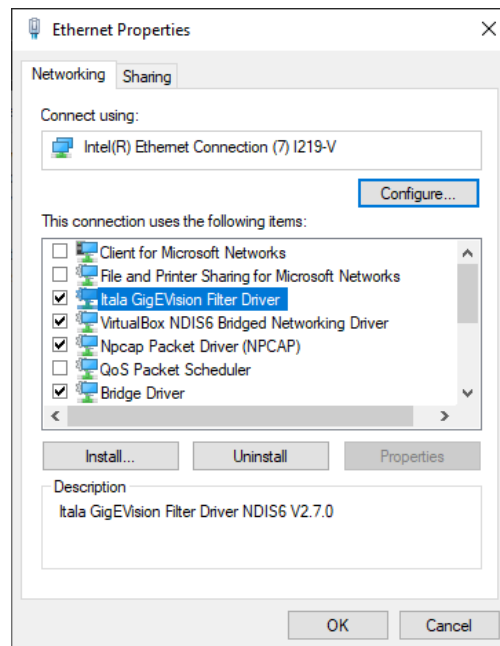 Ethernet Properties
Networking
Sharing
Connect using:
Intel(R) Ethernet Connection (7) I219-V
Configure...
This connection uses the following items:
Client for Microsoft Networks
File and Printer Sharing for Microsoft Networks
Itala GigEVision Filter Driver
VirtualBox NDIS6 Bridged Networking Driver
Npcap Packet Driver (NPCAP)
QoS Packet Scheduler
Bridge Driver
Install...
Uninstall
Properties
Description
Itala GigEVision Filter Driver NDIS6 V2.7.0
OK
Cancel